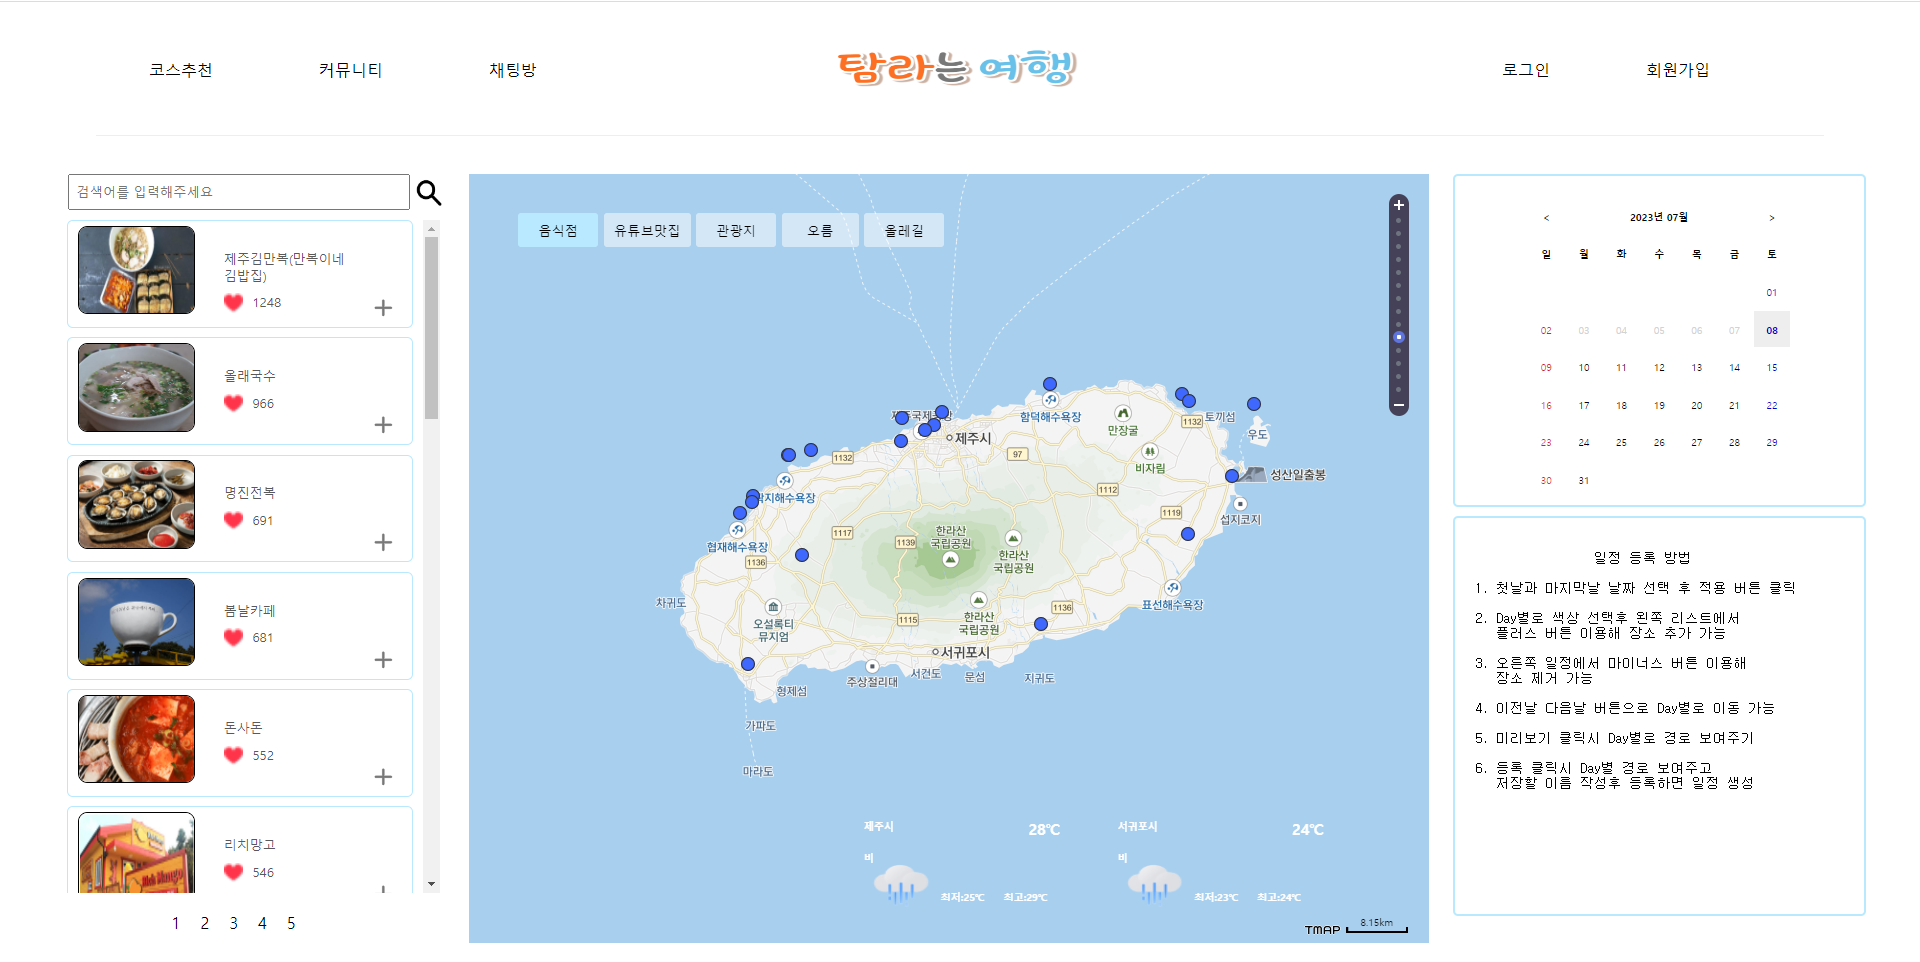 코스추천
커뮤니티
채팅방
탐라는 여행
로그인
회원가입
검색어를 입력해주세요
제주김만복(만복이네
김밥집)
1248
올래국수
966
명진전복
691
봄날카페
681
돈사돈
552
리치망고
546
1 2 3 4 5
음식점
유튜브맛집
관광지
오름
올레길
함덕해수욕장
만장굴
1132
토끼섬
우도
제주시
1132
97
비자림
성산일출봉
1112
섭지코지
1119
협재해수욕장
1117
1139
한라산
국립공원
한라산
국립공원
1136
차귀도
오설록티
뮤지엄
1115
한라산
국립공원
1136
표선해수욕장
서귀포시
주상절리대
서건도
문섬
지귀도
형제섬
가파도
마라도
제주시
28℃
비
최저:25℃
최고:29℃
서귀포시
24℃
비
최저:23℃
최고:24℃
TMAP
8.15km
< 2023년 07월 >
일 월 화 수 목 금 토
01
02 03 04 05 06 07 08
09 10 11 12 13 14 15
16 17 18 19 20 21 22
23 24 25 26 27 28 29
30 31
일정 등록 방법
1. 첫날과 마지막날 날짜 선택 후 적용 버튼 클릭
2. Day별로 색상 선택후 왼쪽 리스트에서
플러스 버튼 이용해 장소 추가 가능
3. 오른쪽 일정에서 마이너스 버튼 이용해
장소 제거 가능
4. 이전날 다음날 버튼으로 Day별로 이동 가능
5. 미리보기 클릭시 Day별로 경로 보여주기
6. 등록 클릭시 Day별 경로 보여주고
저장할 이름 작성후 등록하면 일정 생성